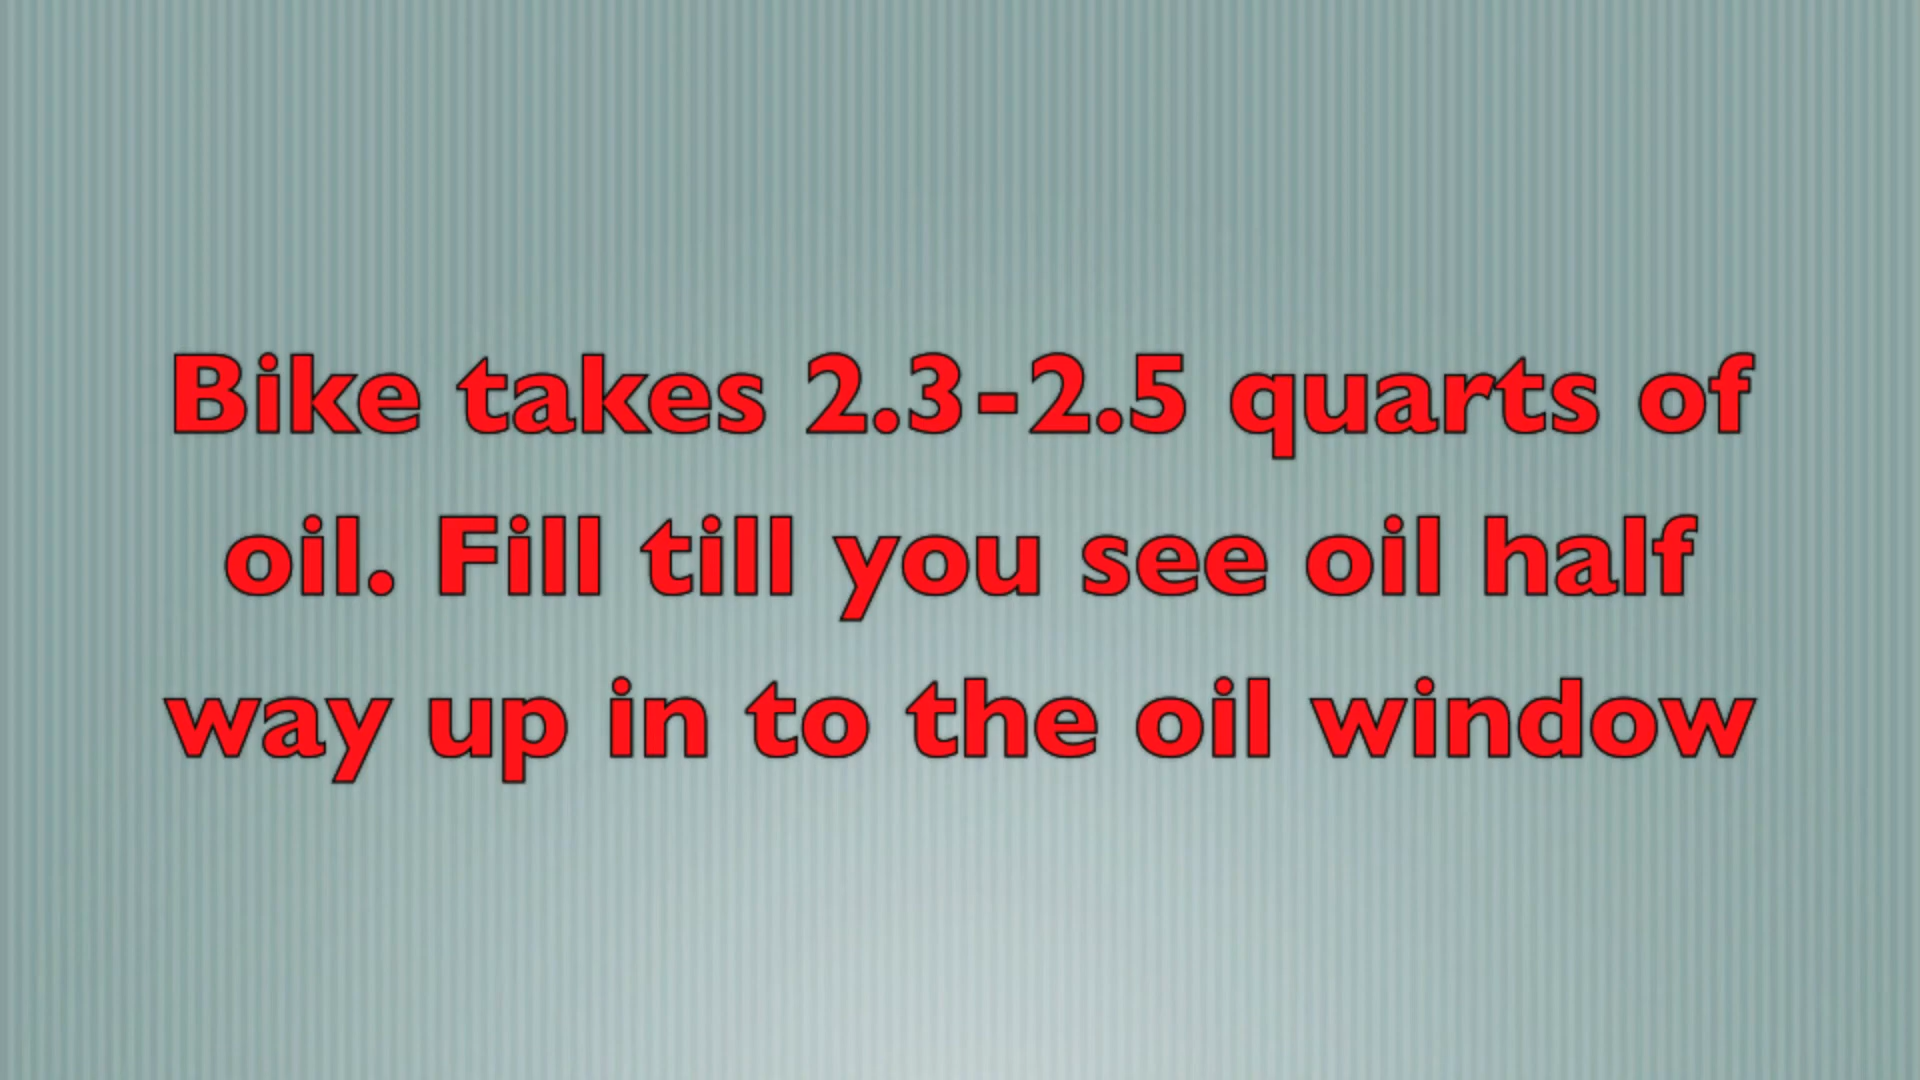 Bike takes 2.3-2.5 quarts of
oil. Fill till you see oil half
way up in to the oil window